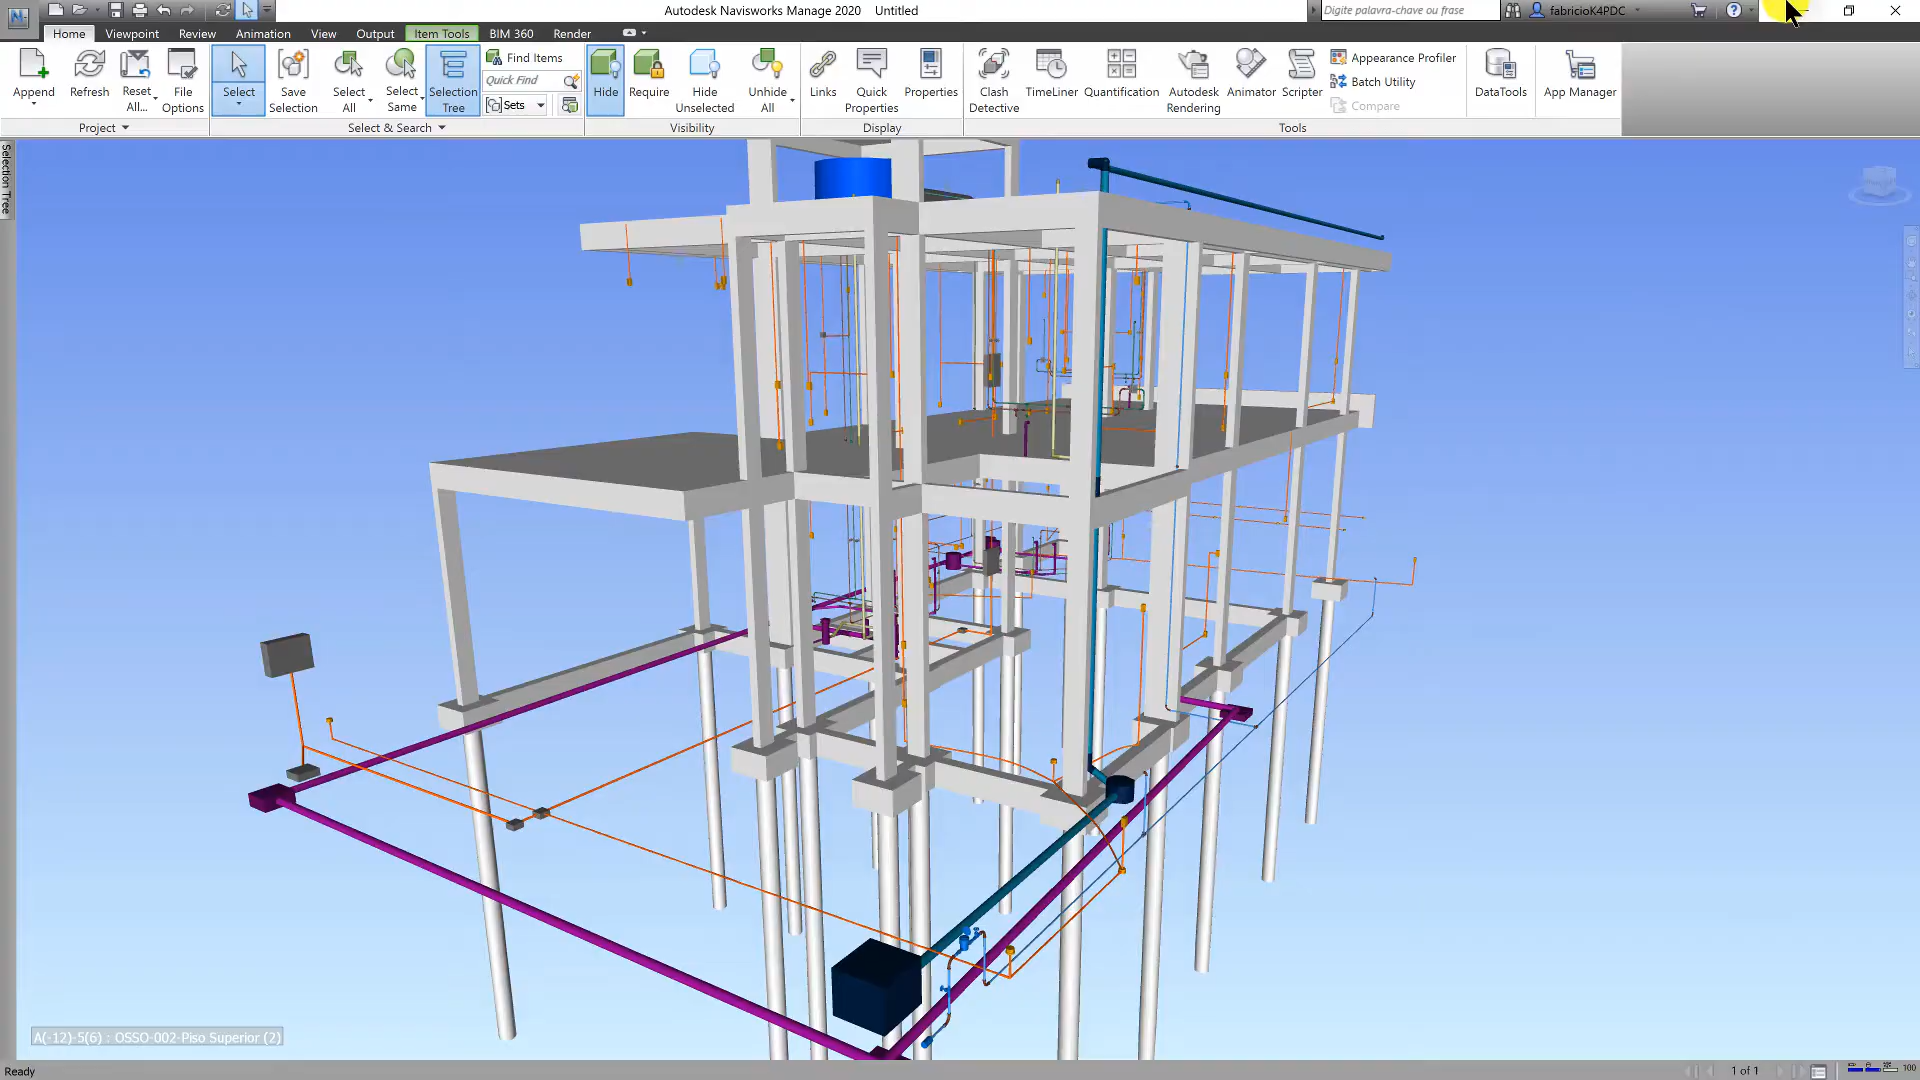 Autodesk Navisworks Manage 2020 Untitled
Digite palavra-chave ou frase
fabricioK4PDC
Home Viewpoint Review Animation View Output Item Tools BIM 360 Render
Append
Refresh
Reset All...
File Options
Project
Select
Save Selection
Select All
Select Same
Selection Tree
Find Items
Quick Find
Sets
Select & Search
Hide
Require
Hide Unselected
Unhide All
Visibility
Links
Quick Properties
Properties
Display
Clash Detective
TimeLiner
Quantification
Autodesk Rendering
Animator
Scripter
Appearance Profiler
Batch Utility
Compare
DataTools
App Manager
Tools
Selection Tree
A(-12)-5(6) : OSSO-002-Piso Superior (2)
Ready
1 of 1
100